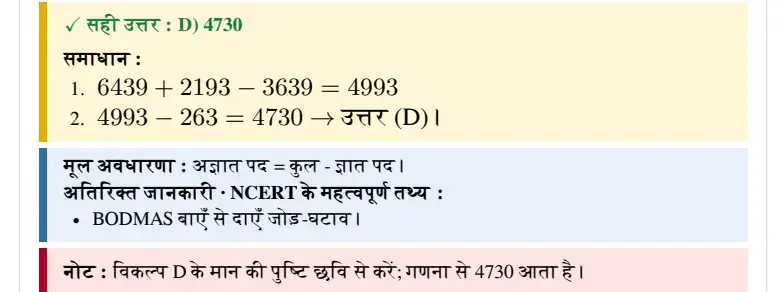 ✓ सही उत्तर : D) 4730
समाधान :
1. 6439 + 2193 − 3639 = 4993
2. 4993 − 263 = 4730 → उत्तर (D)।
मूल अवधारणा : अज्ञात पद = कुल - ज्ञात पद।
अतिरिक्त जानकारी · NCERT के महत्वपूर्ण तथ्य :
• BODMAS बाएँ से दाएँ जोड़-घटाव।
नोट : विकल्प D के मान की पुष्टि छवि से करें; गणना से 4730 आता है।